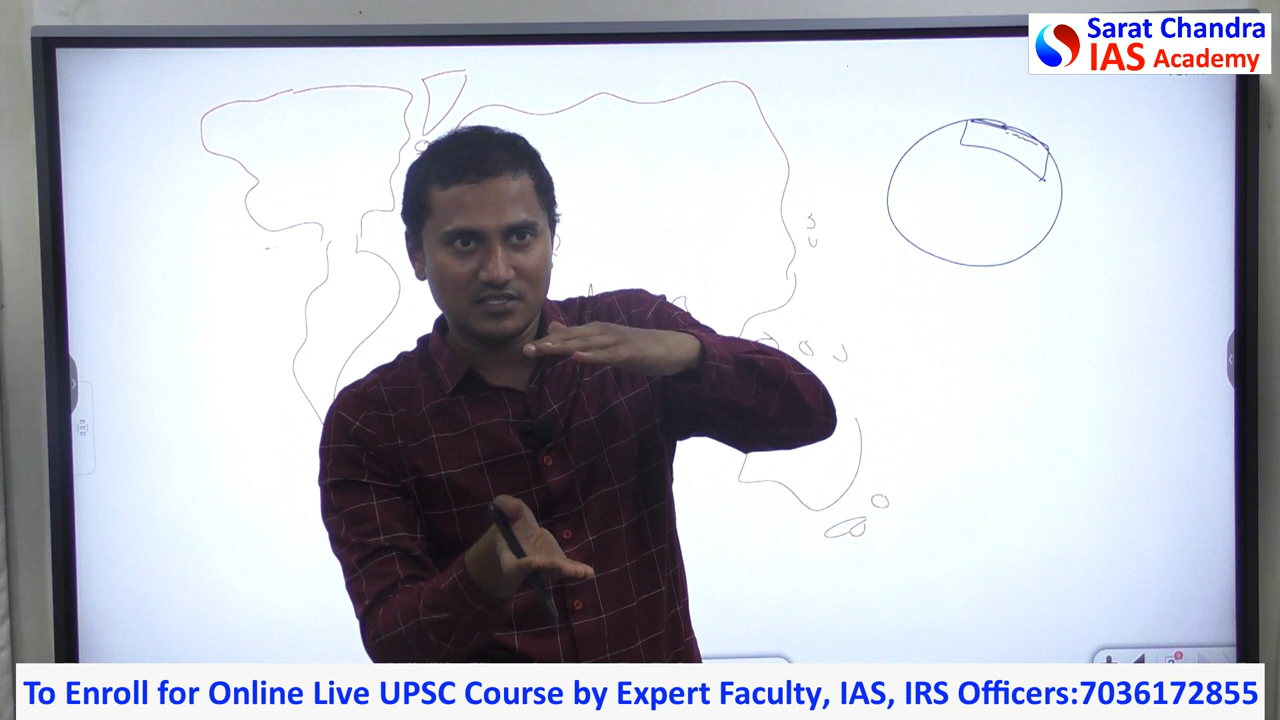 Sarat Chandra
IAS Academy
To Enroll for Online Live UPSC Course by Expert Faculty, IAS, IRS Officers:7036172855